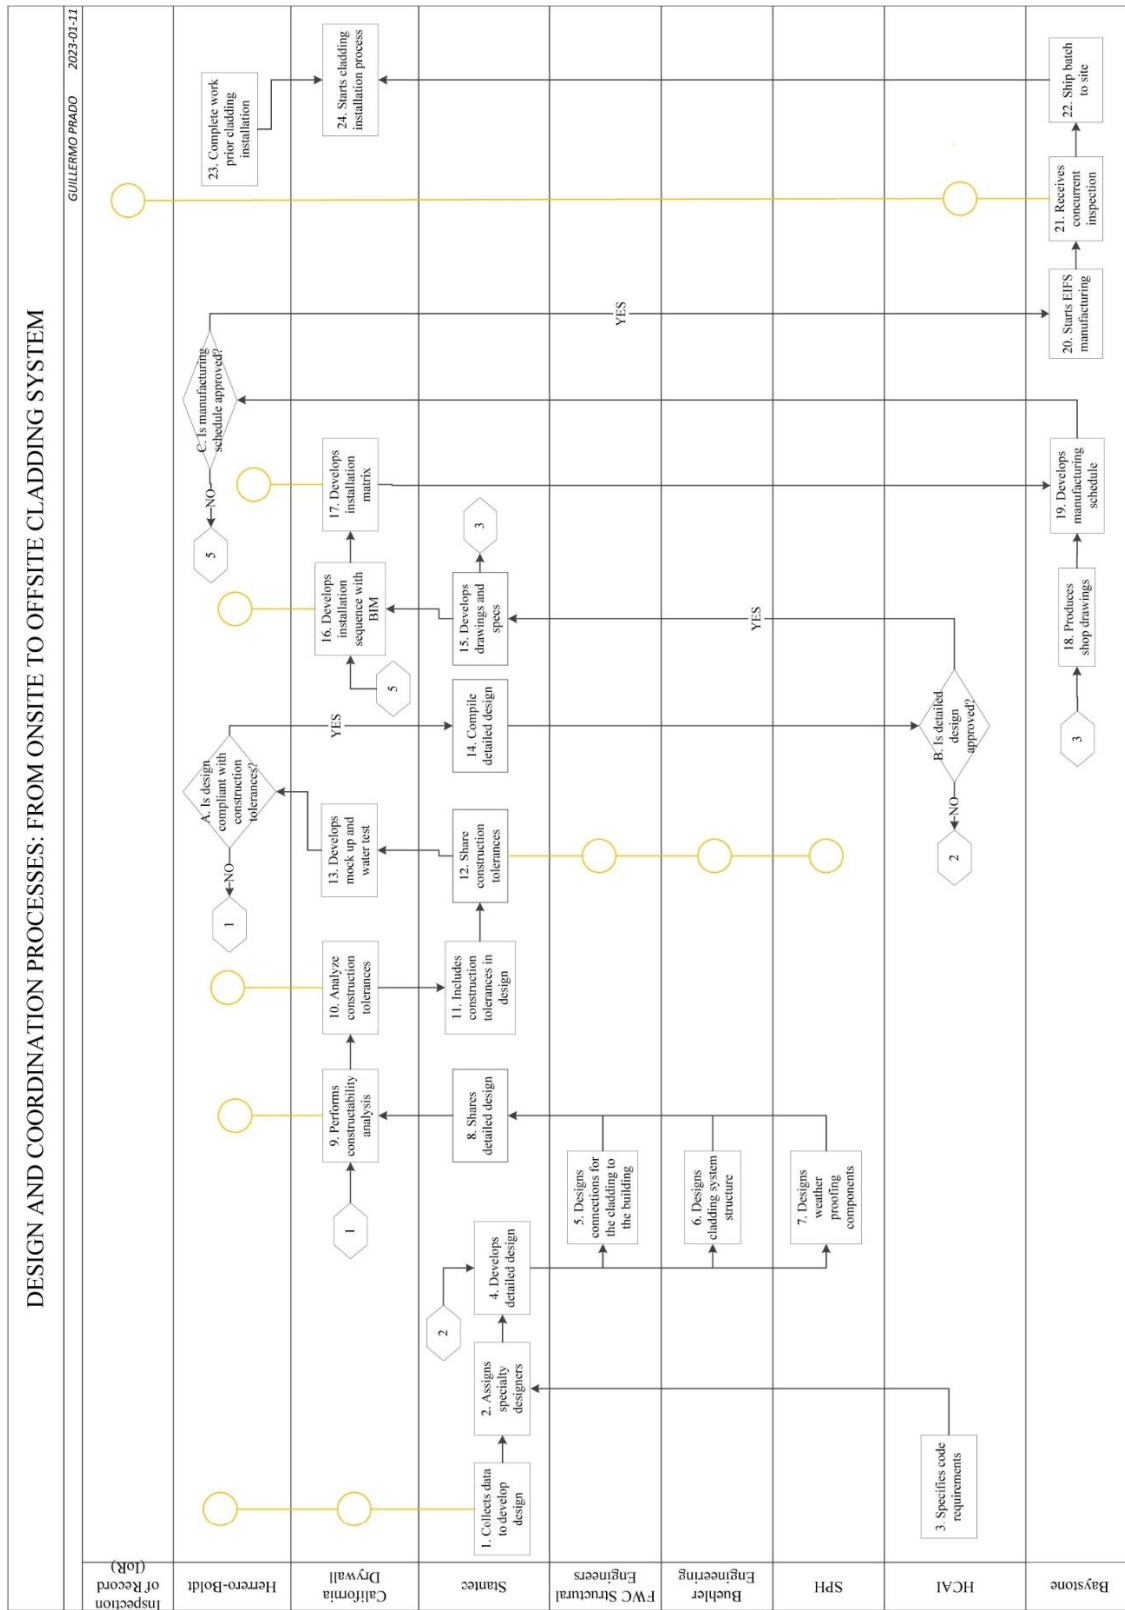 DESIGN AND COORDINATION PROCESSES: FROM ONSITE TO OFFSITE CLADDING SYSTEM
GUILLERMO PRADO 2023-01-11
Inspection
of Record
(IoR)
Herrero-Boldt
23. Complete work
prior cladding
installation
C. Is manufacturing
schedule approved?
NO
5
A. Is design
compliant with
construction
tolerances?
NO
1
YES
California
Drywall
1
9. Performs
constructability
analysis
10. Analyze
construction
tolerances
13. Develops
mock up and
water test
5
16. Develops
installation
sequence with
BIM
17. Develops
installation
matrix
24. Starts cladding
installation process
Stantec
1. Collects data
to develop
design
2. Assigns
specialty
designers
2
4. Develops
detailed design
8. Shares
detailed design
11. Includes
construction
tolerances in
design
12. Share
construction
tolerances
14. Compile
detailed design
15. Develops
drawings and
specs
3
FWC Structural
Engineers
5. Designs
connections for
the cladding to
the building
YES
Buehler
Engineering
6. Designs
cladding system
structure
YES
SPH
7. Designs
weather
proofing
components
HCAI
3. Specifies code
requirements
B. Is detailed
design
approved?
NO
2
Baystone
3
18. Produces
shop drawings
19. Develops
manufacturing
schedule
20. Starts EIFS
manufacturing
21. Receives
concurrent
inspection
22. Ship batch
to site